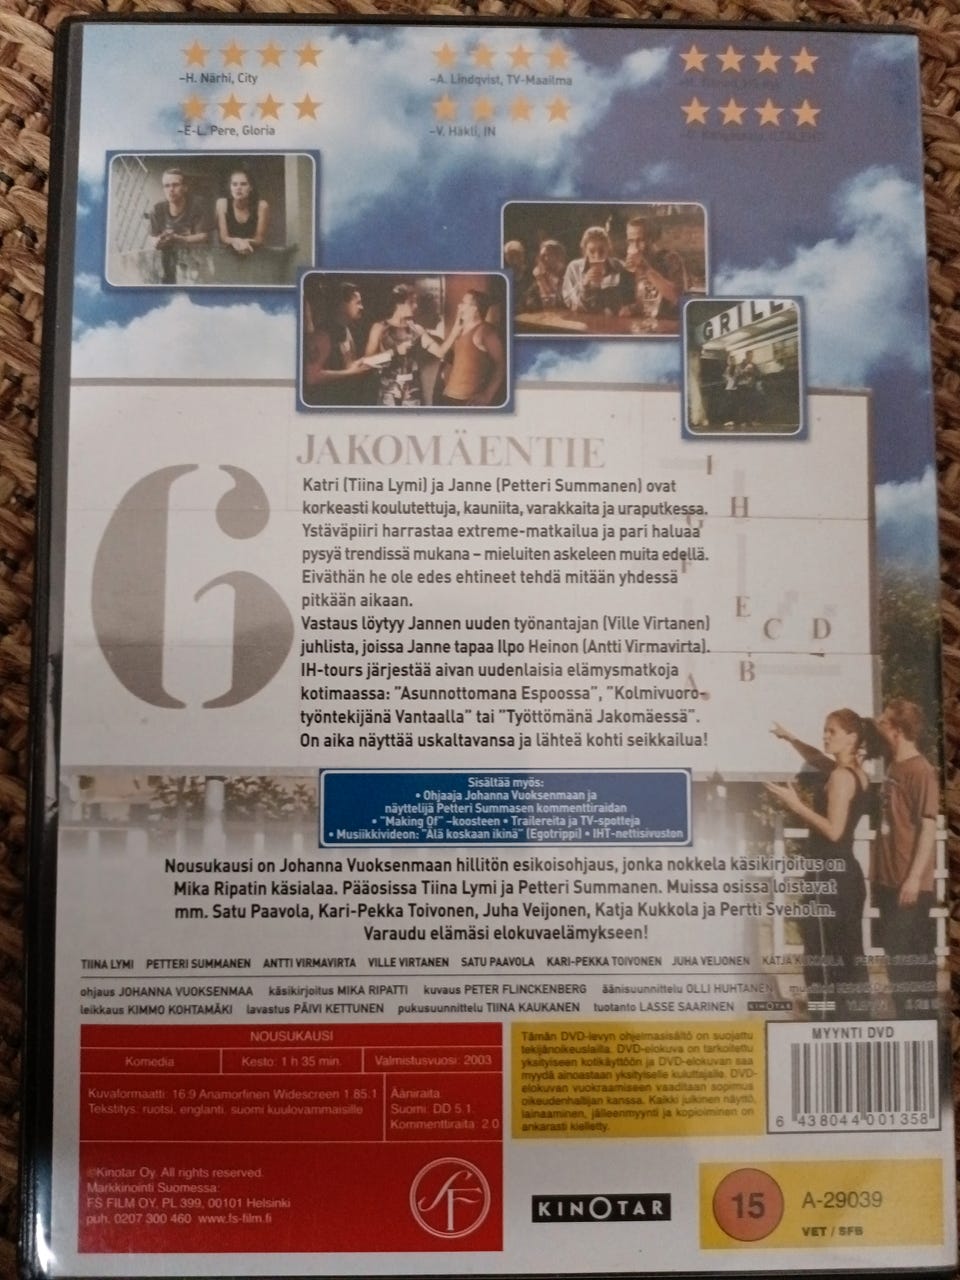 –H. Närhi, City
–A. Lindqvist, TV-Maailma
–E-L. Pere, Gloria
–V. Häkli, IN
GRILL
6
JAKOMÄENTIE
Katri (Tiina Lymi) ja Janne (Petteri Summanen) ovat
korkeasti koulutettuja, kauniita, varakkaita ja uraputkessa.
Ystäväpiiri harrastaa extreme-matkailua ja pari haluaa
pysyä trendissä mukana – mieluiten askeleen muita edellä.
Eiväthän he ole edes ehtineet tehdä mitään yhdessä
pitkään aikaan.
Vastaus löytyy Jannen uuden työnantajan (Ville Virtanen)
juhlista, joissa Janne tapaa Ilpo Heinon (Antti Virmavirta).
IH-tours järjestää aivan uudenlaisia elämysmatkoja
kotimaassa: ”Asunnottomana Espoossa”, ”Kolmivuoro-
työntekijänä Vantaalla” tai ”Työttömänä Jakomäessä”.
On aika näyttää uskaltavansa ja lähteä kohti seikkailua!
I
H
G
F
E
C D
B
A
Sisältää myös:
• Ohjaaja Johanna Vuoksenmaan ja
näyttelijä Petteri Summasen kommenttiraidan
• ”Making Of” –koosteen • Trailereita ja TV-spotteja
• Musiikkivideon: ”Älä koskaan ikinä” (Egotrippi) • IHT-nettisivuston
Nousukausi on Johanna Vuoksenmaan hillitön esikoisohjaus, jonka nokkela käsikirjoitus on
Mika Ripatin käsialaa. Pääosissa Tiina Lymi ja Petteri Summanen. Muissa osissa loistavat
mm. Satu Paavola, Kari-Pekka Toivonen, Juha Veijonen, Katja Kukkola ja Pertti Sveholm.
Varaudu elämäsi elokuvaelämykseen!
TIINA LYMI PETTERI SUMMANEN ANTTI VIRMAVIRTA VILLE VIRTANEN SATU PAAVOLA KARI-PEKKA TOIVONEN JUHA VEIJONEN KATJA KUKKOLA
ohjaus JOHANNA VUOKSENMAA käsikirjoitus MIKA RIPATTI kuvaus PETER FLINCKENBERG äänisuunnittelu OLLI HUHTANEN
leikkaus KIMMO KOHTAMÄKI lavastus PÄIVI KETTUNEN pukusuunnittelu TIINA KAUKANEN tuotanto LASSE SAARINEN KINOTAR
NOUSUKAUSI
Komedia
Kesto: 1 h 35 min.
Valmistusvuosi: 2003
Kuvaformaatti: 16:9 Anamorfinen Widescreen 1.85:1
Tekstitys: ruotsi, englanti, suomi kuulovammaisille
Ääniraita
Suomi: DD 5.1.
Kommenttiraita: 2.0
©Kinotar Oy. All rights reserved.
Markkinointi Suomessa:
FS FILM OY, PL 399, 00101 Helsinki
puh. 0207 300 460 www.fs-film.fi
SF
Tämän DVD-levyn ohjelmasisältö on suojattu
tekijänoikeuslailla. DVD-elokuva on tarkoitettu
yksityiseen kotikäyttöön ja DVD-elokuvan saa
myydä ainoastaan yksityiselle kuluttajalle. DVD-
elokuvan vuokraamiseen vaaditaan sopimus
oikeudenhaltijan kanssa. Kaikki julkinen näyttö,
lainaaminen, jälleenmyynti ja kopioiminen on
ankarasti kielletty.
MYYNTI DVD
6 438044 001358
KINOTAR
15
A-29039
VET / SFB